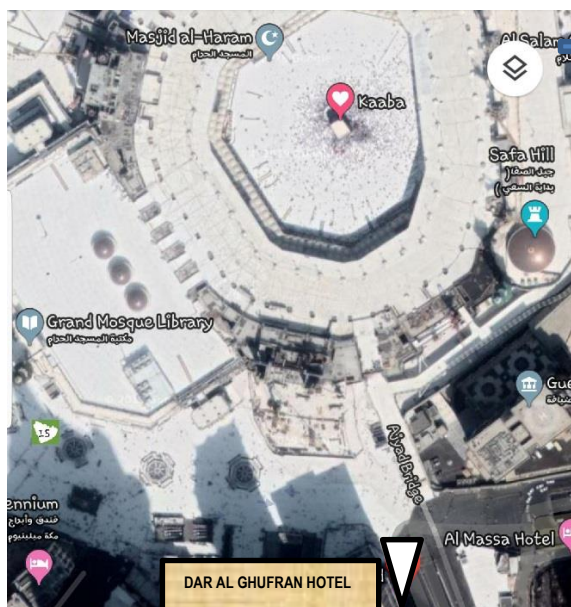 Masjid al-Haram
المسجد الحرام
Al Salam
Kaaba
Safa Hill
جبل الصفا(
بداية السعي )
Grand Mosque Library
مكتبة المسجد الحرام
15
Ajyad Bridge
ennium
فندق وأبراج
مكة ميلينيوم
Al Massa Hotel
DAR AL GHUFRAN HOTEL